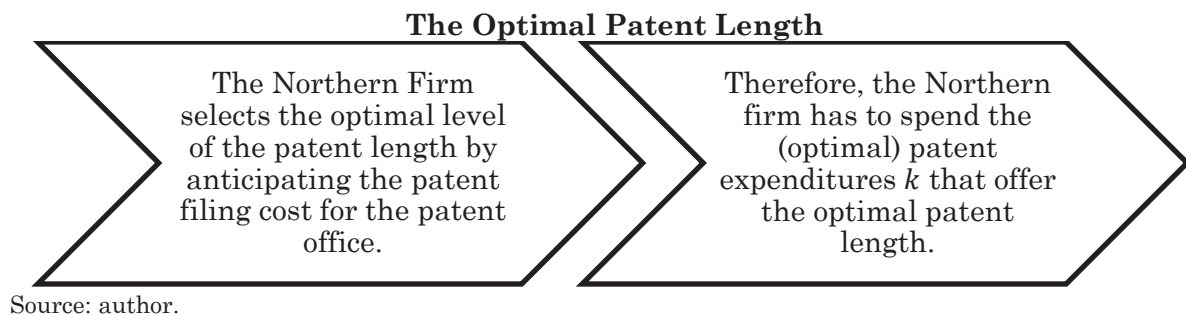 The Optimal Patent Length
The Northern Firm
selects the optimal level
of the patent length by
anticipating the patent
filing cost for the patent
office.
Therefore, the Northern
firm has to spend the
(optimal) patent
expenditures k that offer
the optimal patent
length.
Source: author.